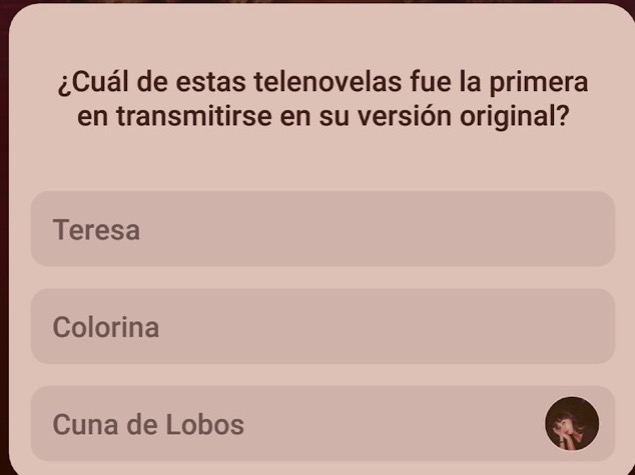 ¿Cuál de estas telenovelas fue la primera
en transmitirse en su versión original?
Teresa
Colorina
Cuna de Lobos